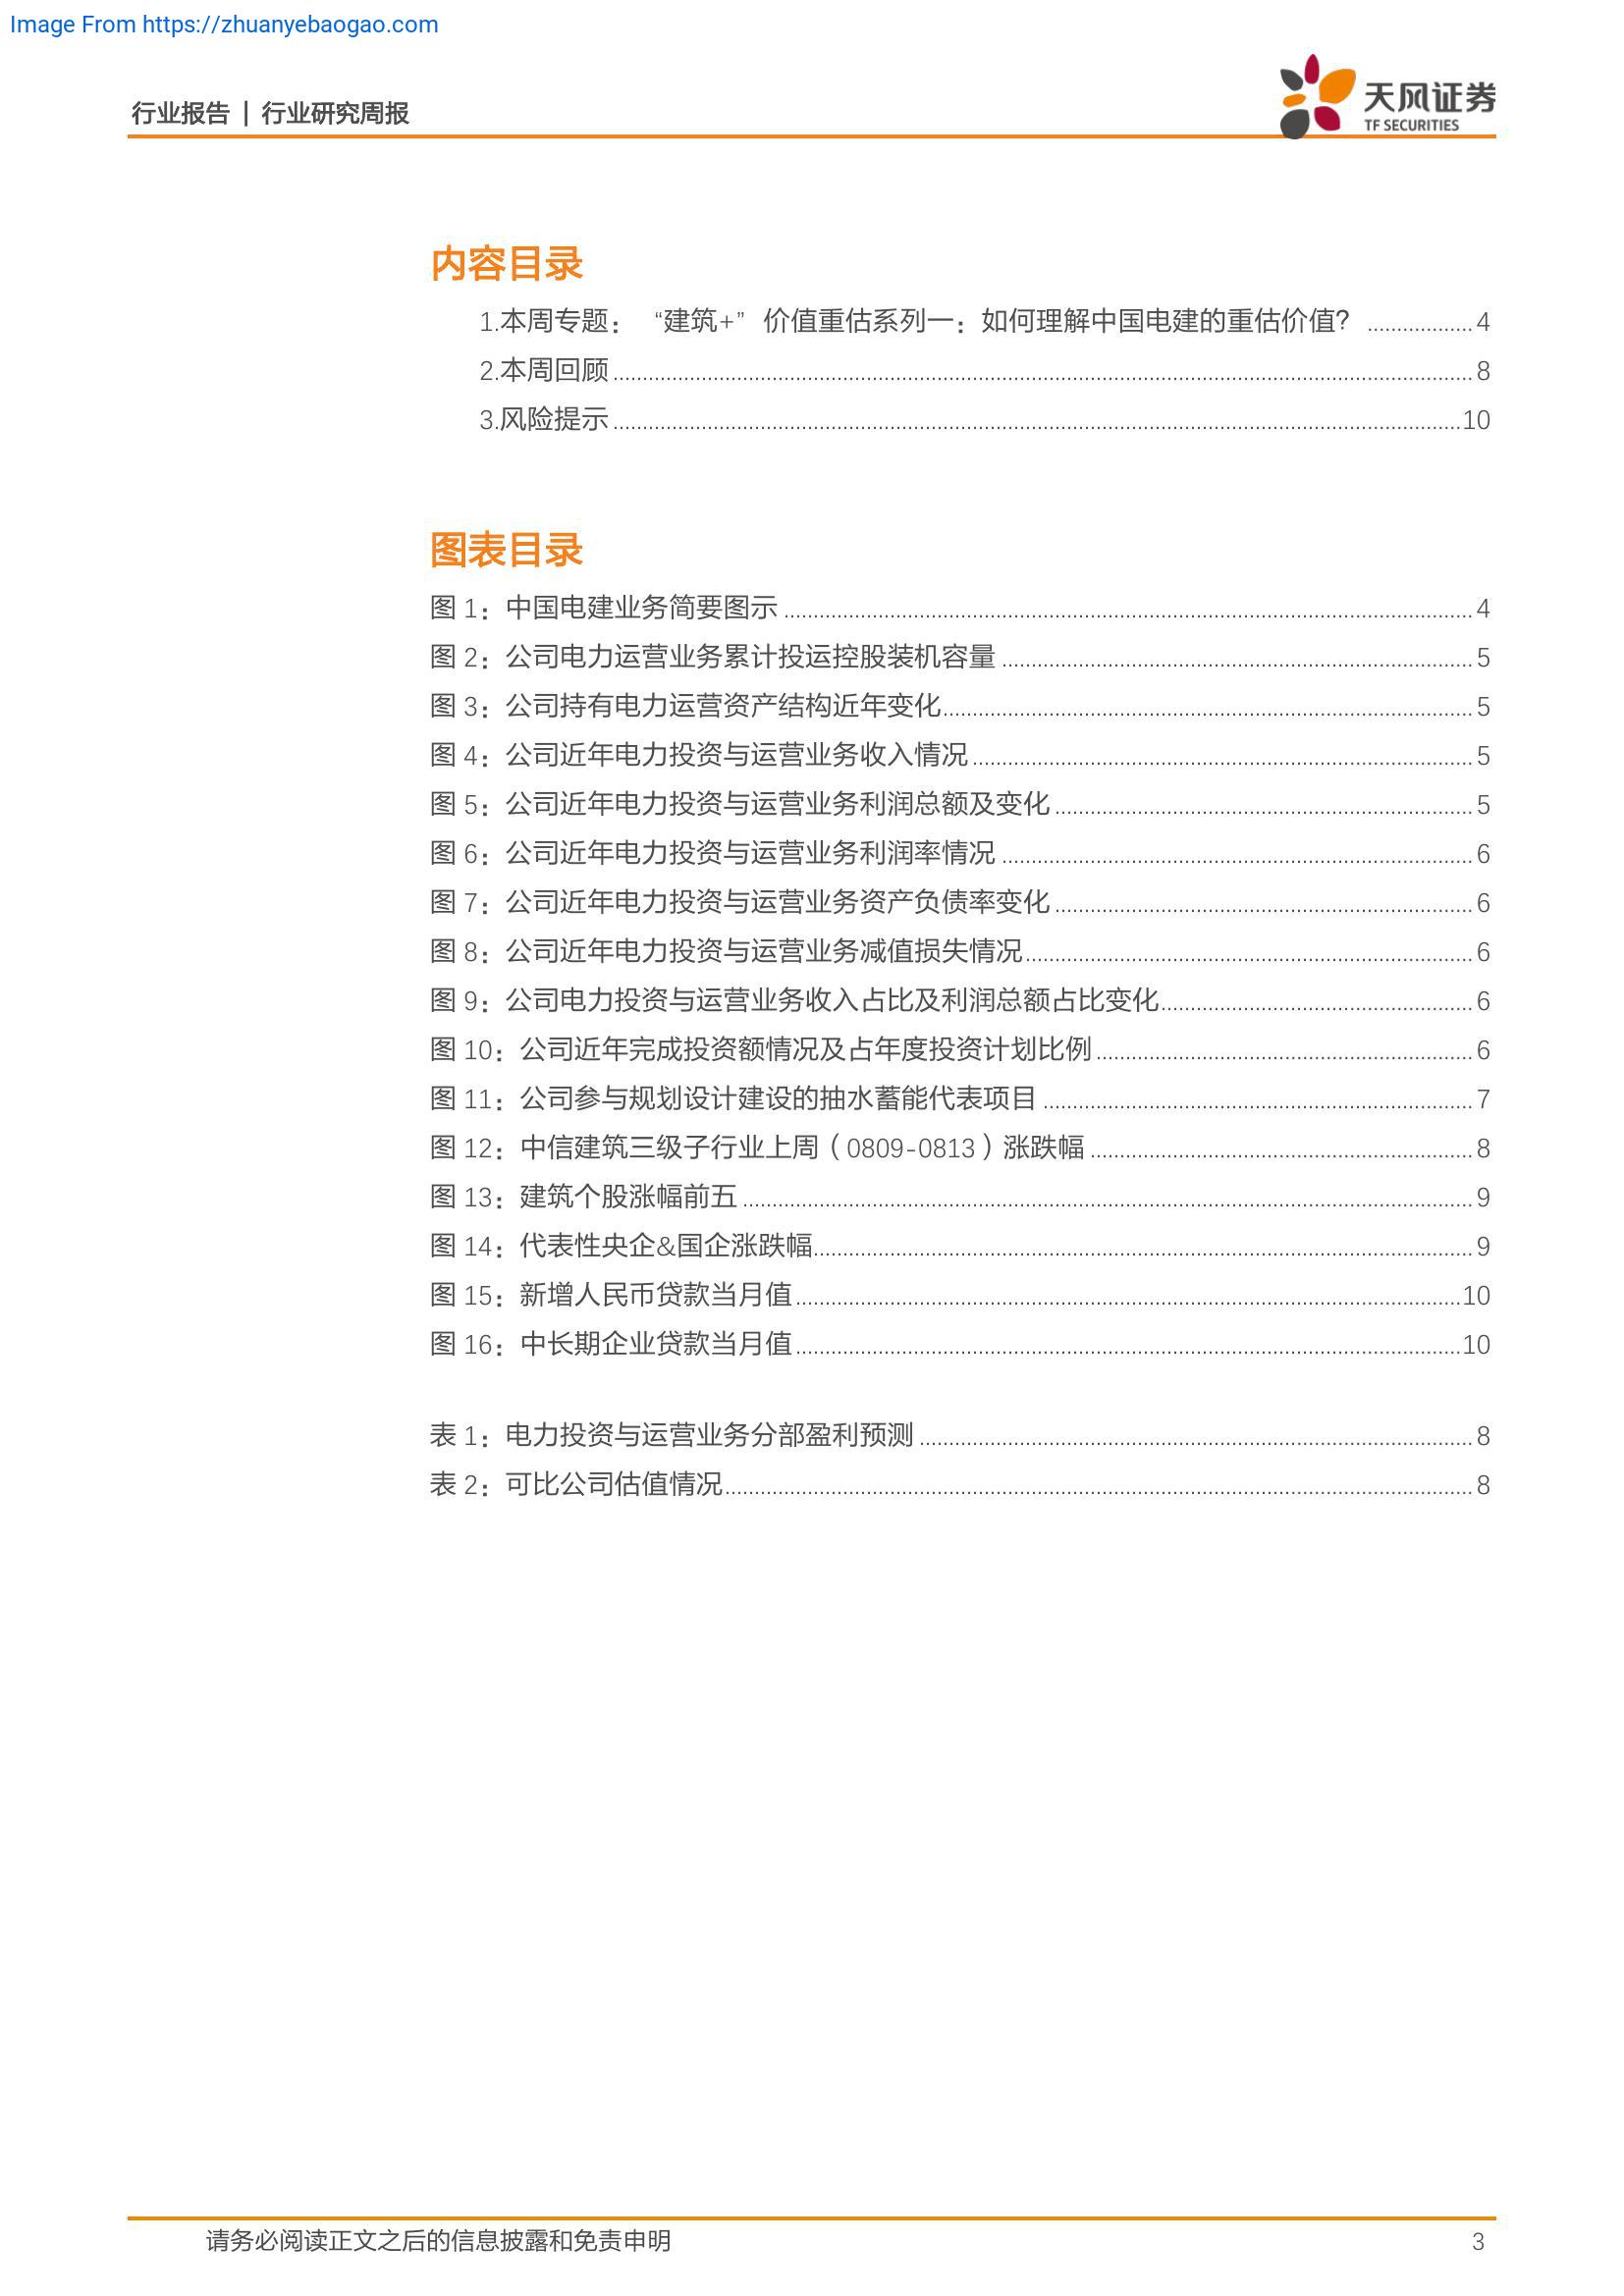 Image From https://zhuanyebaogao.com
行业报告 | 行业研究周报
天风证券
TF SECURITIES
内容目录
1.本周专题： “建筑+” 价值重估系列一：如何理解中国电建的重估价值？ 4
2.本周回顾 8
3.风险提示 10
图表目录
图 1：中国电建业务简要图示 4
图 2：公司电力运营业务累计投运控股装机容量 5
图 3：公司持有电力运营资产结构近年变化 5
图 4：公司近年电力投资与运营业务收入情况 5
图 5：公司近年电力投资与运营业务利润总额及变化 5
图 6：公司近年电力投资与运营业务利润率情况 6
图 7：公司近年电力投资与运营业务资产负债率变化 6
图 8：公司近年电力投资与运营业务减值损失情况 6
图 9：公司电力投资与运营业务收入占比及利润总额占比变化 6
图 10：公司近年完成投资额情况及占年度投资计划比例 6
图 11：公司参与规划设计建设的抽水蓄能代表项目 7
图 12：中信建筑三级子行业上周（0809-0813）涨跌幅 8
图 13：建筑个股涨幅前五 9
图 14：代表性央企&国企涨跌幅 9
图 15：新增人民币贷款当月值 10
图 16：中长期企业贷款当月值 10
表 1：电力投资与运营业务分部盈利预测 8
表 2：可比公司估值情况 8
请务必阅读正文之后的信息披露和免责申明 3